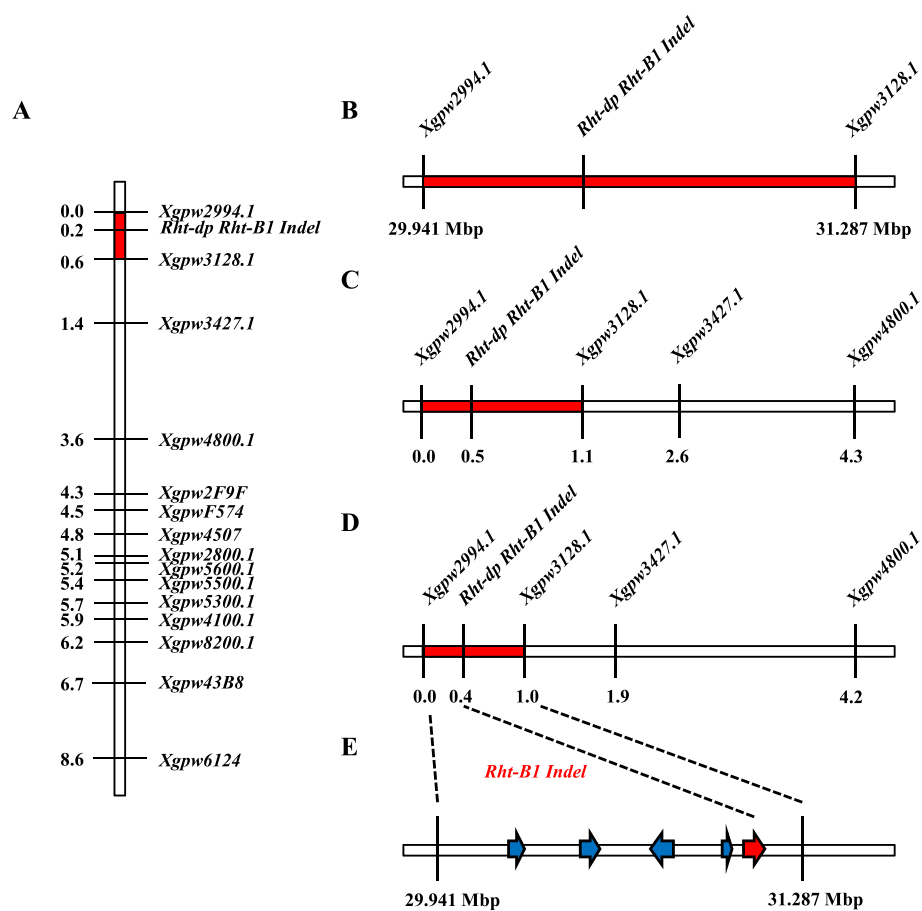 A
0.0 Xgpw2994.1
0.2 Rht-dp Rht-B1 Indel
0.6 Xgpw3128.1
1.4 Xgpw3427.1
3.6 Xgpw4800.1
4.3 Xgpw2F9F
4.5 XgpwF574
4.8 Xgpw4507
5.1 Xgpw2800.1
5.2 Xgpw5600.1
5.4 Xgpw5500.1
5.7 Xgpw5300.1
5.9 Xgpw4100.1
6.2 Xgpw8200.1
6.7 Xgpw43B8
8.6 Xgpw6124
B
Xgpw2994.1
Rht-dp Rht-B1 Indel
Xgpw3128.1
29.941 Mbp
31.287 Mbp
C
Xgpw2994.1
Rht-dp Rht-B1 Indel
Xgpw3128.1
Xgpw3427.1
Xgpw4800.1
0.0 0.5 1.1 2.6 4.3
D
Xgpw2994.1
Rht-dp Rht-B1 Indel
Xgpw3128.1
Xgpw3427.1
Xgpw4800.1
0.0 0.4 1.0 1.9 4.2
E
Rht-B1 Indel
29.941 Mbp
31.287 Mbp